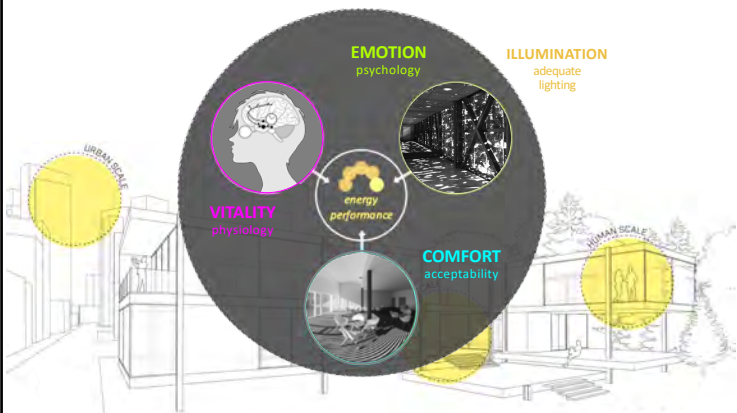 EMOTION
psychology
ILLUMINATION
adequate
lighting
URBAN SCALE
energy
performance
VITALITY
physiology
HUMAN SCALE
COMFORT
acceptability